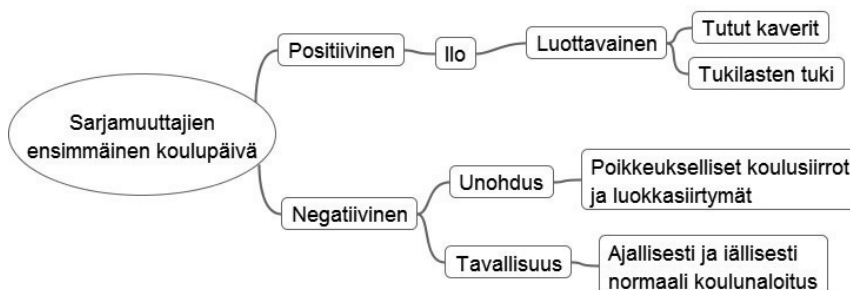 Sarjamuuttajien
ensimmäinen koulupäivä
Positiivinen
Ilo
Luottavainen
Tutut kaverit
Tukilasten tuki
Negatiivinen
Unohdus
Poikkeukselliset koulusiirrot
ja luokkasiirtymät
Tavallisuus
Ajallisesti ja iällisesti
normaali koulunaloitus